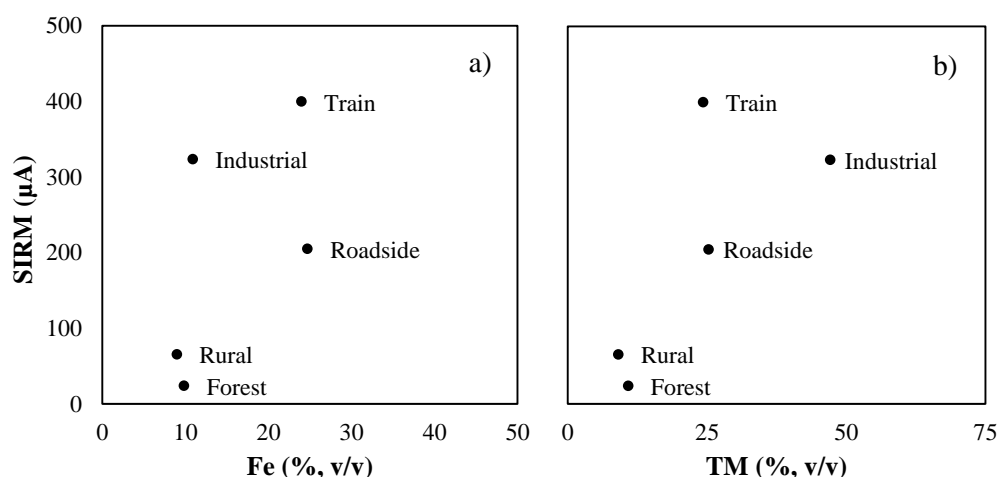 500
400
300
200
100
0
SIRM (µA)
a)
Train
Industrial
Roadside
Rural
Forest
0 10 20 30 40 50
Fe (%, v/v)
b)
Train
Industrial
Roadside
Rural
Forest
0 25 50 75
TM (%, v/v)